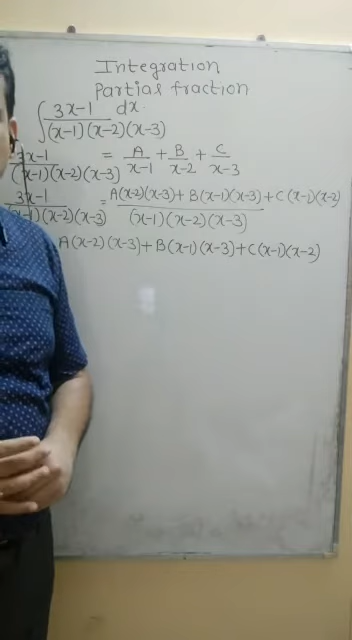 Integration
Partial fraction
∫ 3x-1 / (x-1)(x-2)(x-3) dx.
3x-1 / (x-1)(x-2)(x-3) = A / x-1 + B / x-2 + C / x-3
3x-1 / (x-1)(x-2)(x-3) = A(x-2)(x-3)+B(x-1)(x-3)+C(x-1)(x-2) / (x-1)(x-2)(x-3)
A(x-2)(x-3)+B(x-1)(x-3)+C(x-1)(x-2)